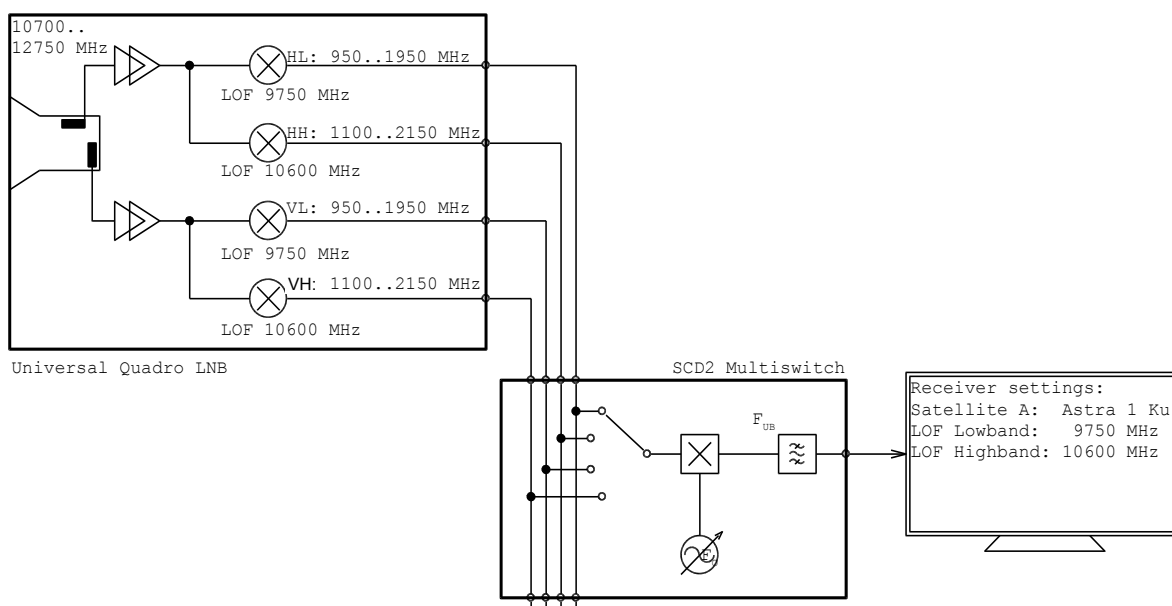 10700..
12750 MHz
HL: 950..1950 MHz
LOF 9750 MHz
HH: 1100..2150 MHz
LOF 10600 MHz
VL: 950..1950 MHz
LOF 9750 MHz
VH: 1100..2150 MHz
LOF 10600 MHz
Universal Quadro LNB
SCD2 Multiswitch
F_UB
Receiver settings:
Satellite A: Astra 1 Ku
LOF Lowband: 9750 MHz
LOF Highband: 10600 MHz